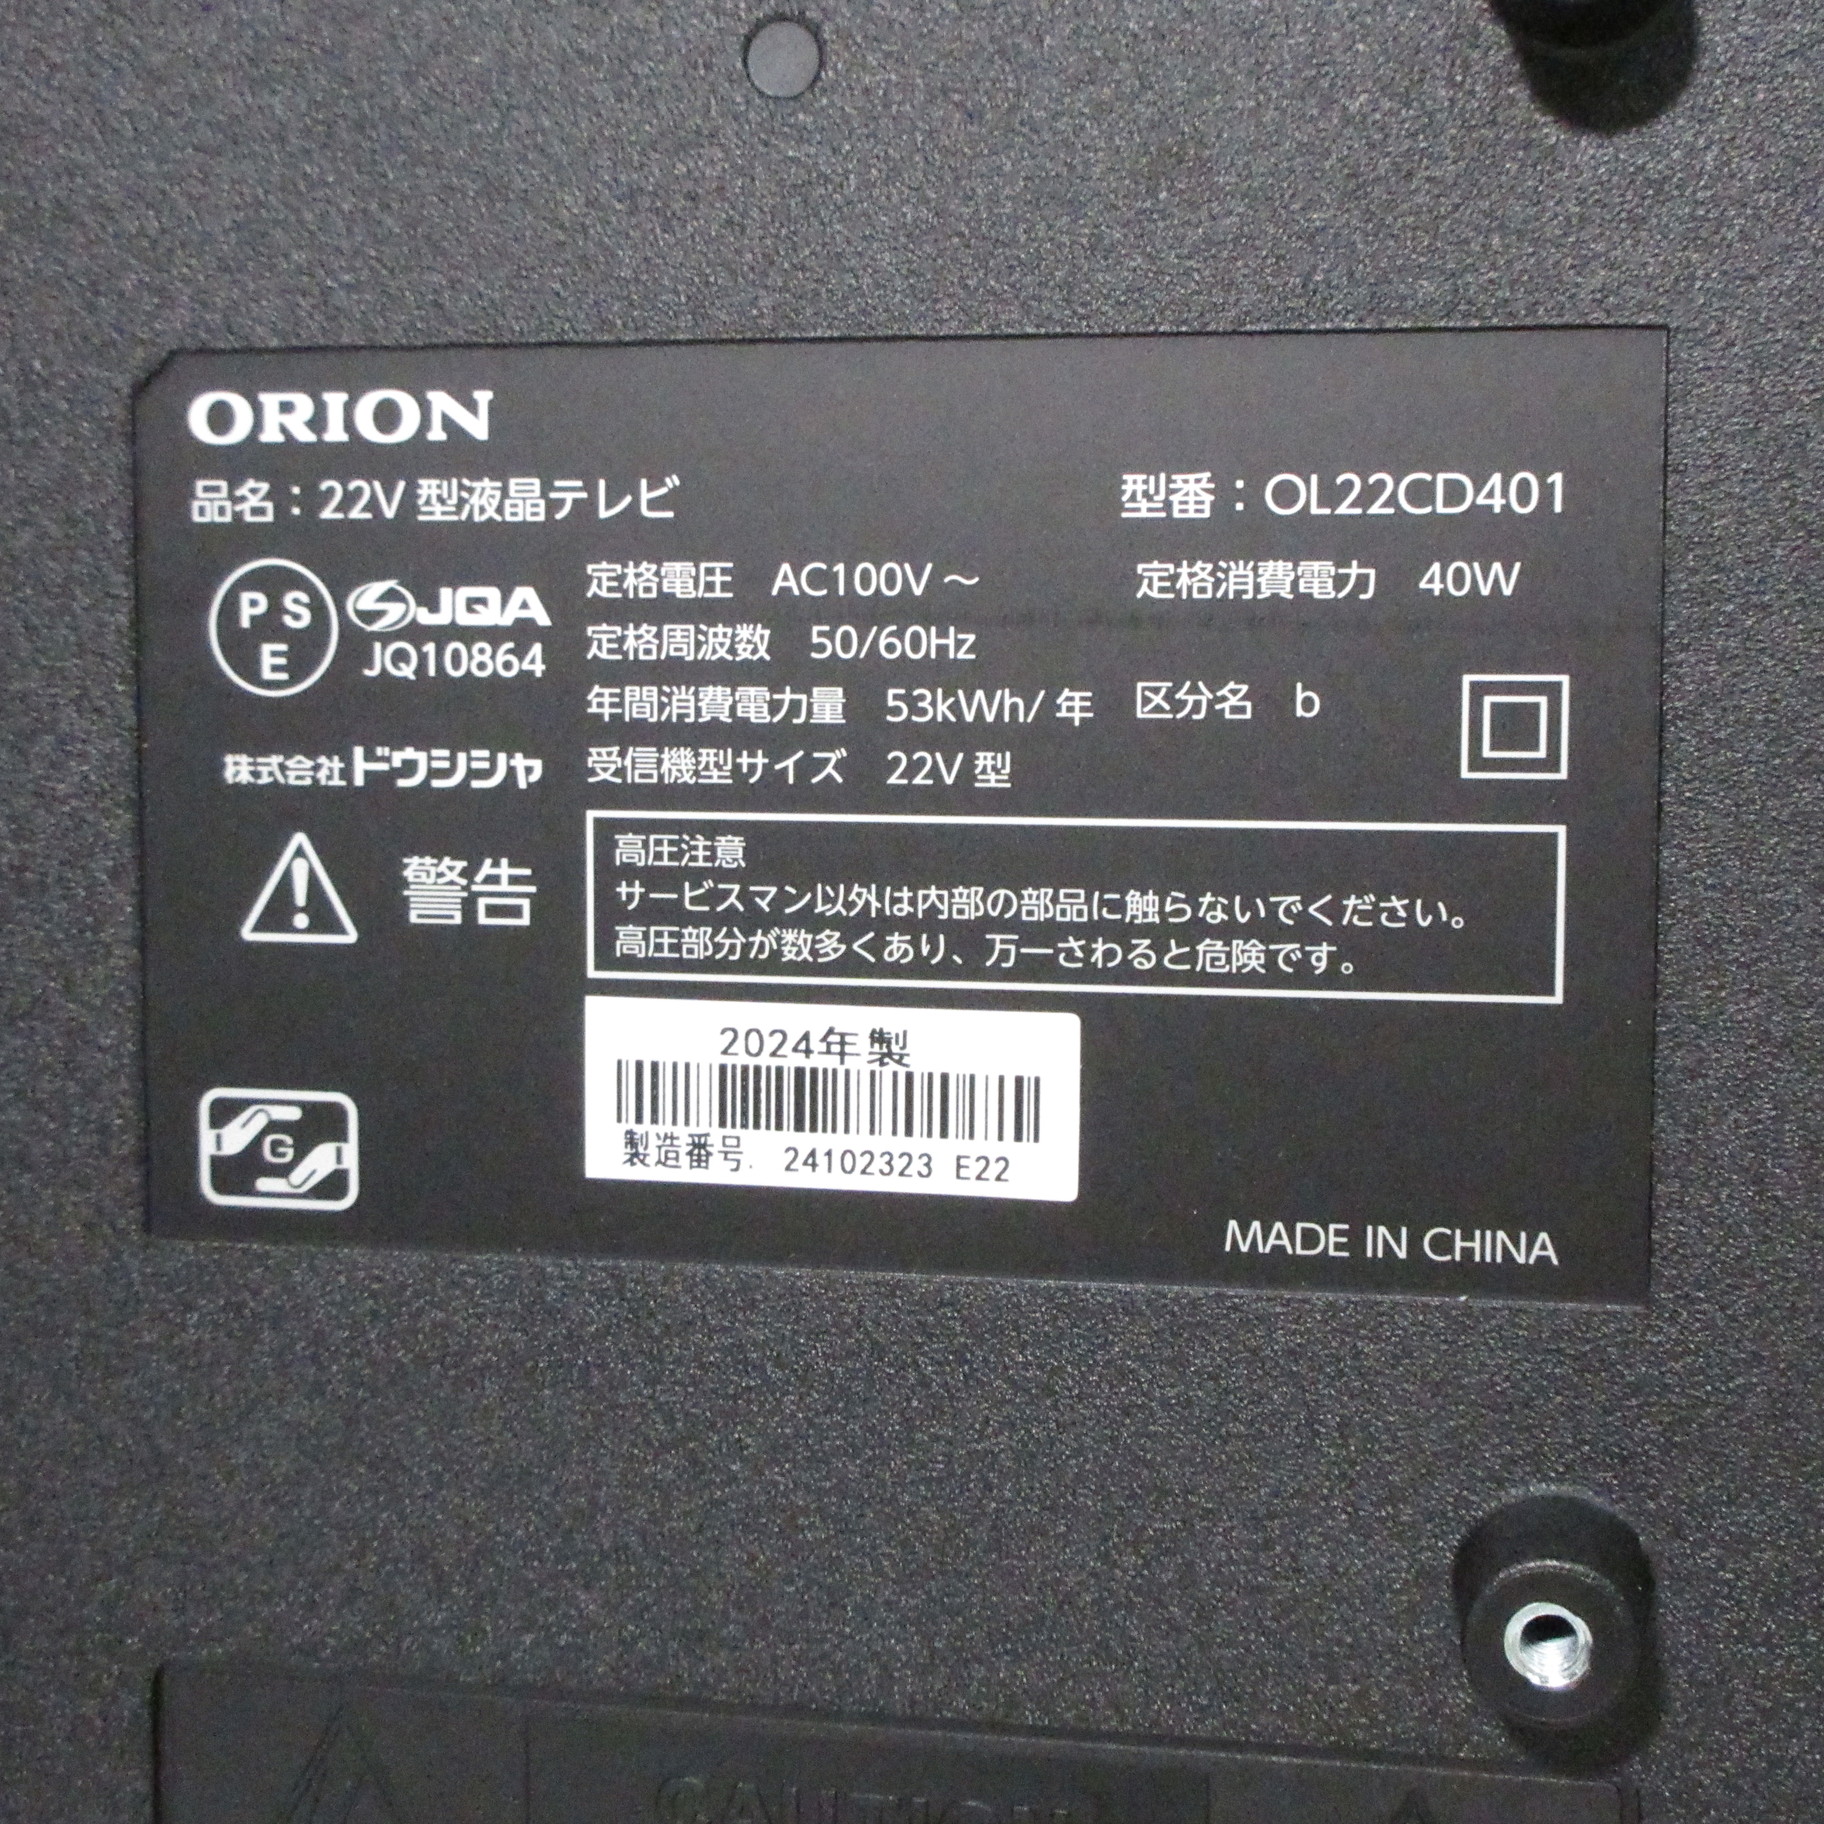 ORION
品名：22V 型液晶テレビ
型番：OL22CD401
PSE
JQA
JQ10864
定格電圧 AC100V～
定格消費電力 40W
定格周波数 50/60Hz
年間消費電力量 53kWh/ 年
区分名 b
受信機型サイズ 22V 型
株式会社ドウシシャ
警告
高圧注意
サービスマン以外は内部の部品に触らないでください。
高圧部分が数多くあり、万一さわると危険です。
2024年製
製造番号. 24102323 E22
G
MADE IN CHINA
CAUTION